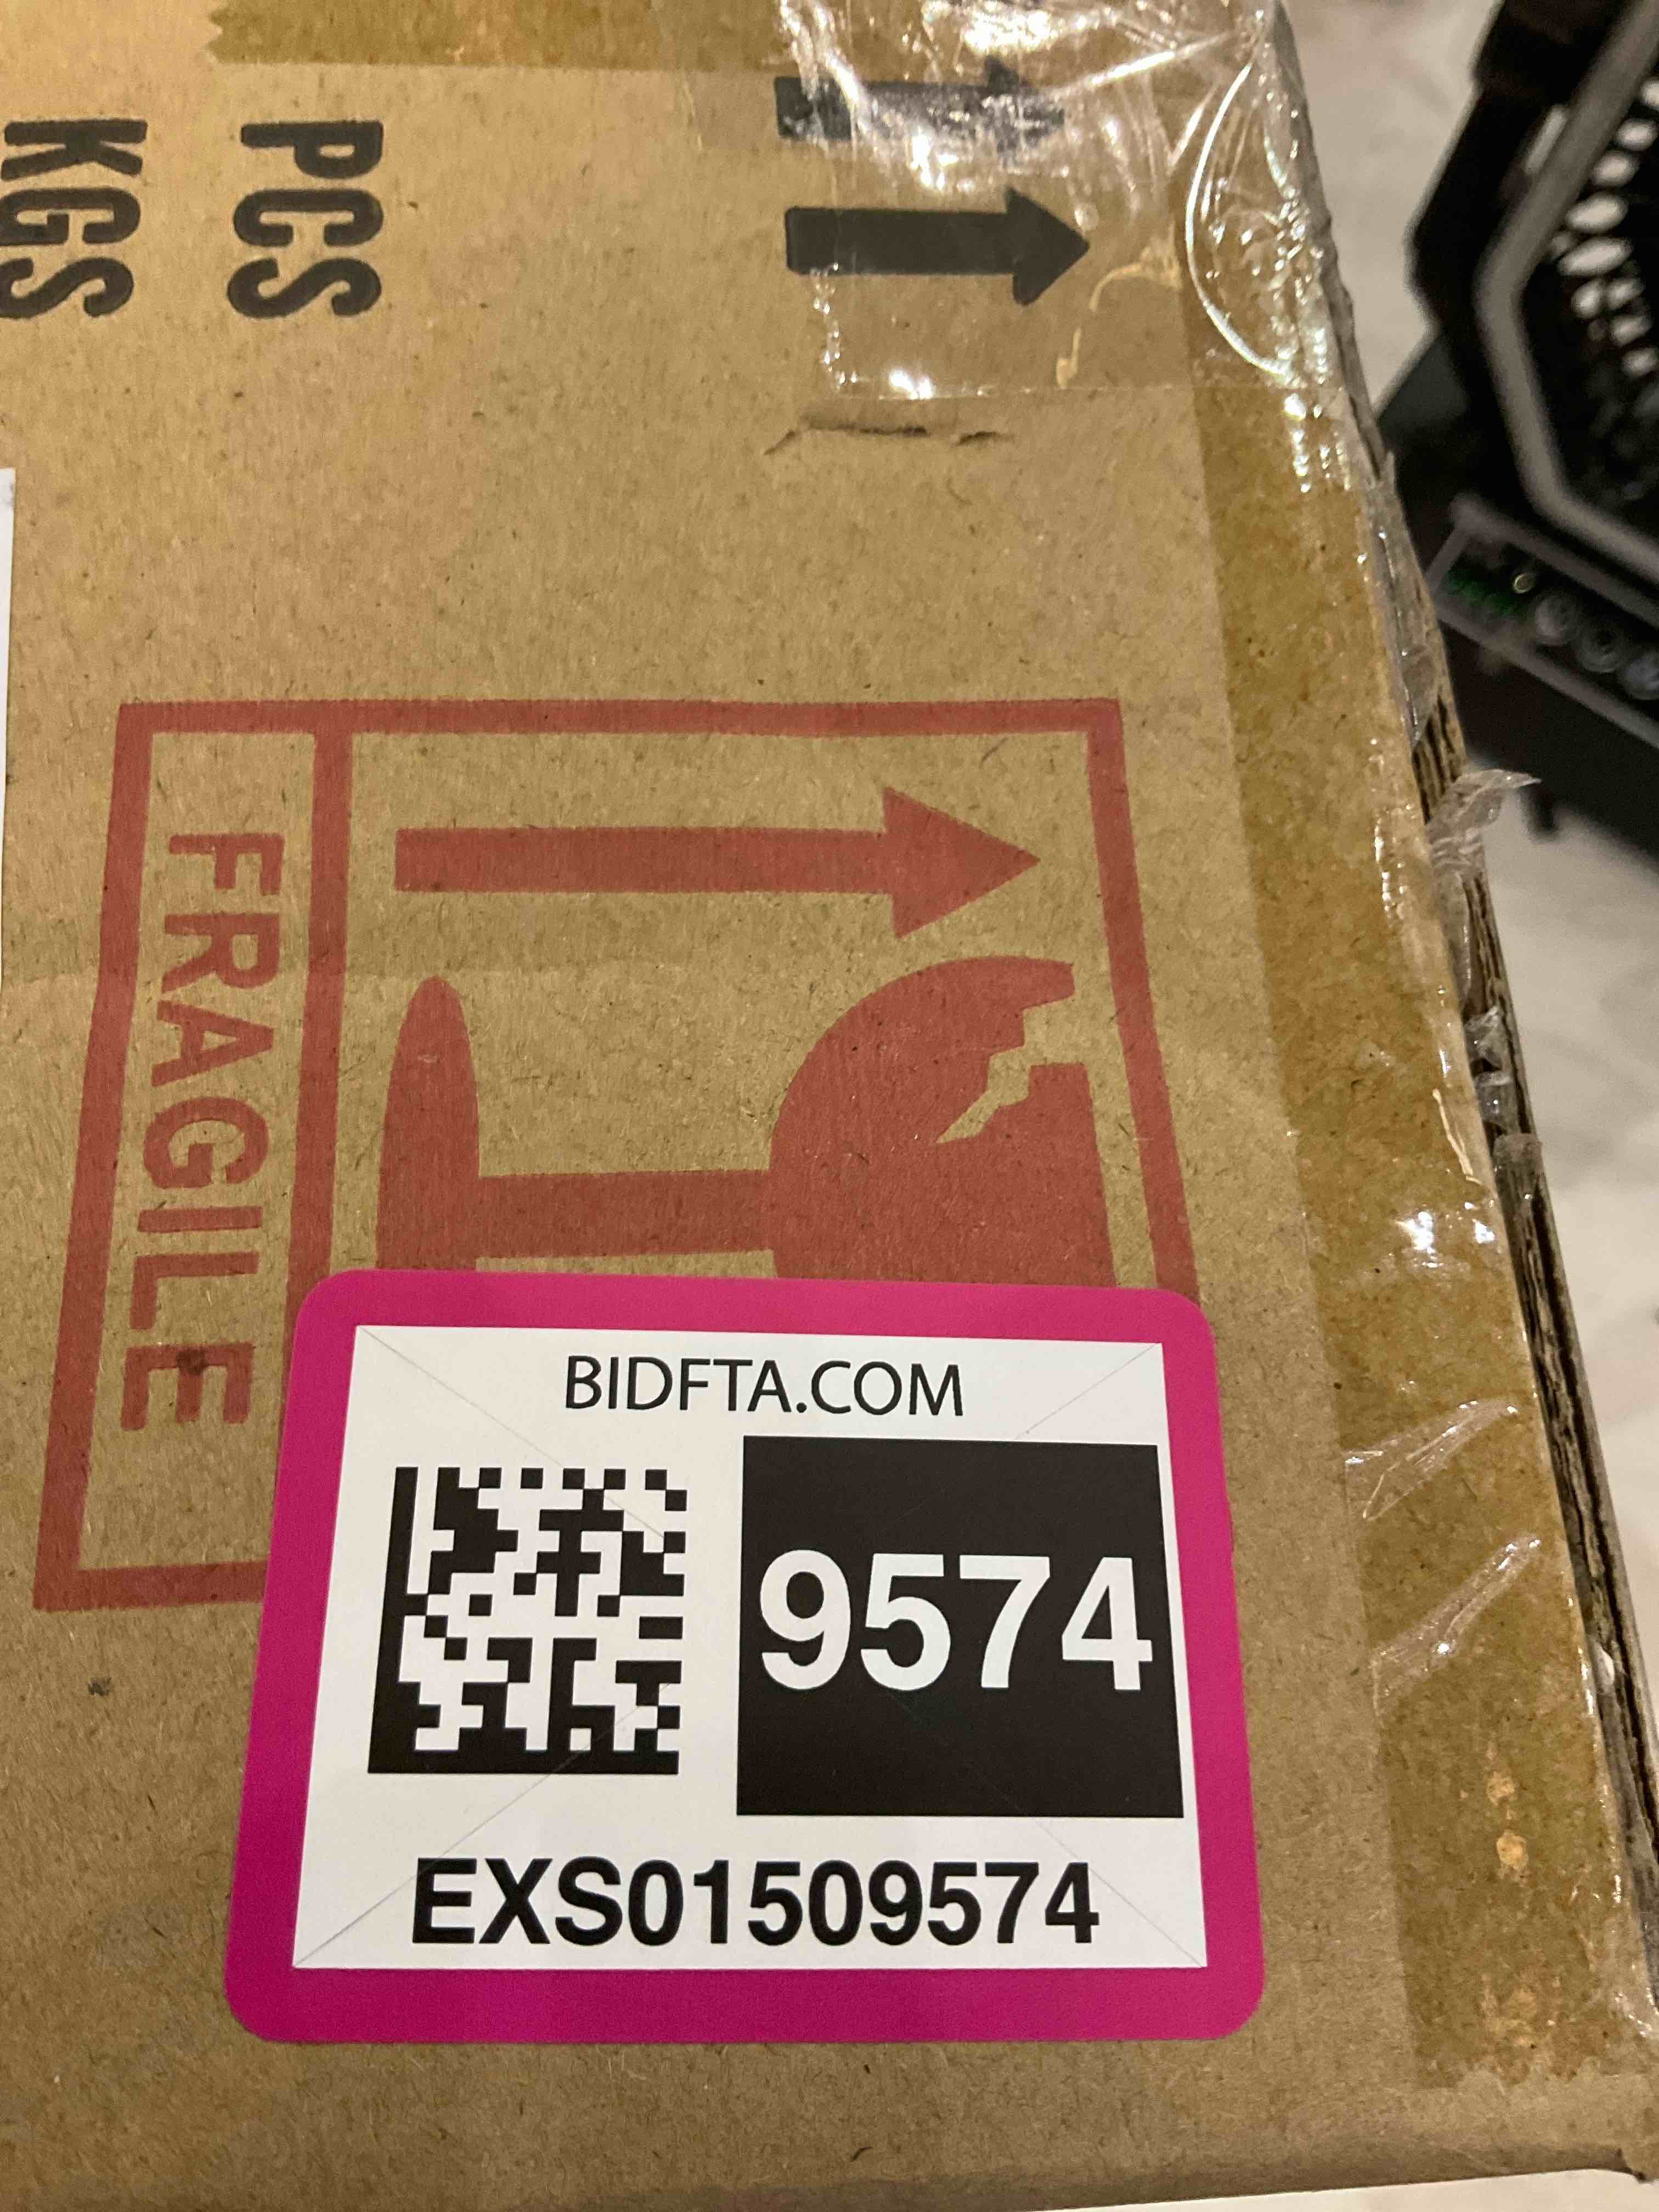 PCS
KGS
FRAGILE
BIDFTA.COM
9574
EXS01509574